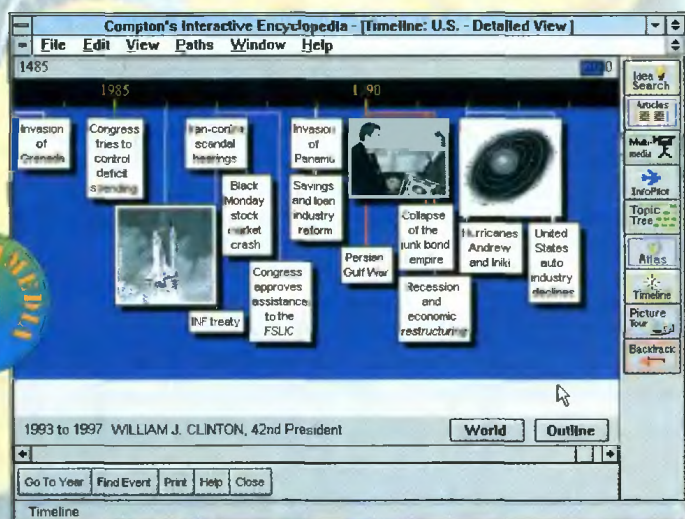 Compton's Interactive Encyclopedia - [Timeline: U.S. - Detailed View]
File Edit View Paths Window Help
1485
1985
Invasion
of
Grenada
Congress
tries to
control
deficit
spending
Iran-contra
scandal
hearings
Black
Monday
stock
market
crash
INF treaty
Congress
approves
assistance
to the
FSLIC
Invasion
of
Panama
Savings
and loan
industry
reform
Persian
Gulf War
Collapse
of the
junk bond
empire
Recession
and
economic
restructuring
Hurricanes
Andrew
and Iniki
United
States
auto
industry
declines
Idea
Search
Articles
Multi-
media
InfoPilot
Topic
Tree
Atlas
Timeline
Picture
Tour
Backtrack
1993 to 1997 WILLIAM J. CLINTON, 42nd President
World Outline
Go To Year Find Event Print Help Close
Timeline